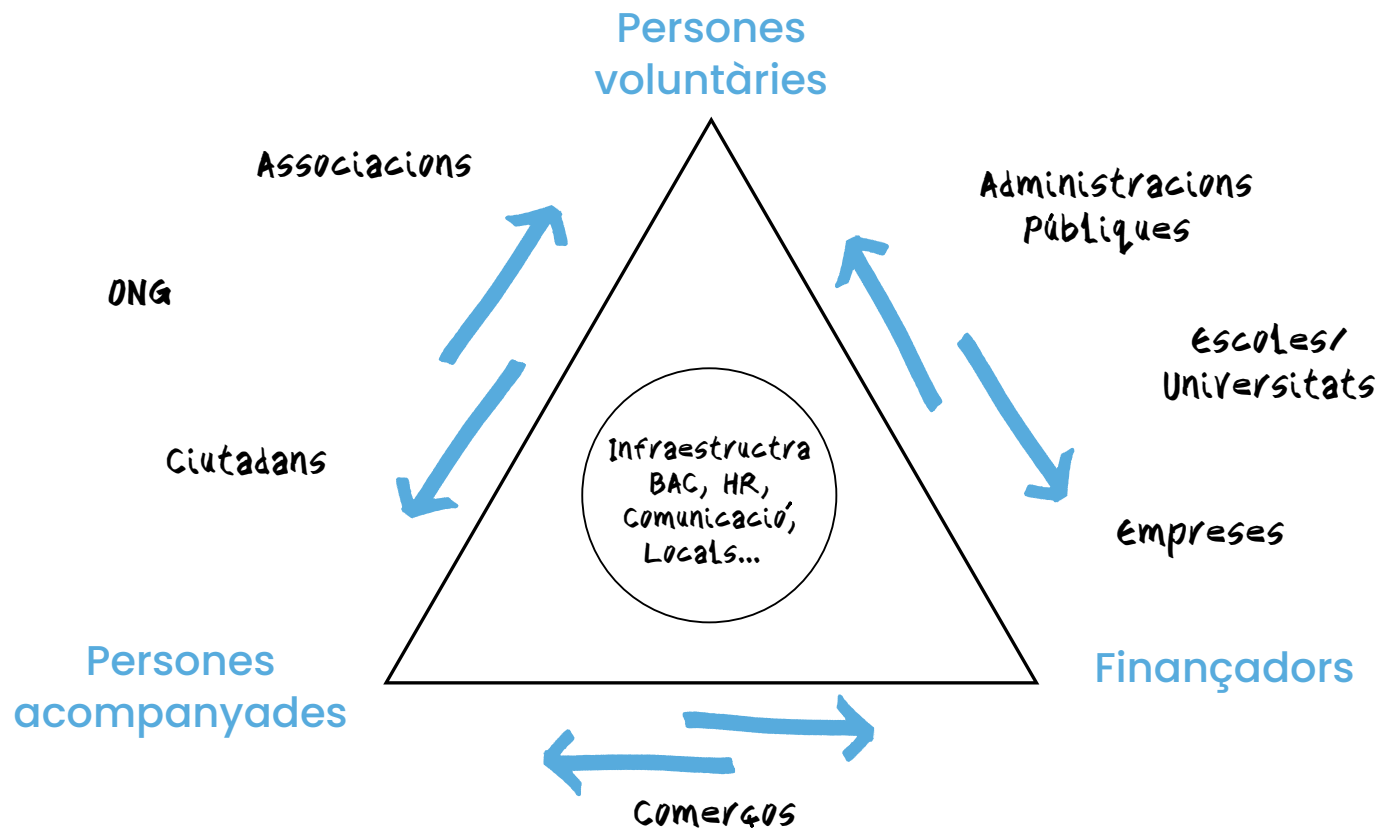 Persones
voluntàries
Associacions
Administracions
Públiques
ONG
Escoles/
Universitats
Ciutadans
Infraestructra
BAC, HR,
Comunicació,
Locals...
Empreses
Persones
acompanyades
Finançadors
Comerços